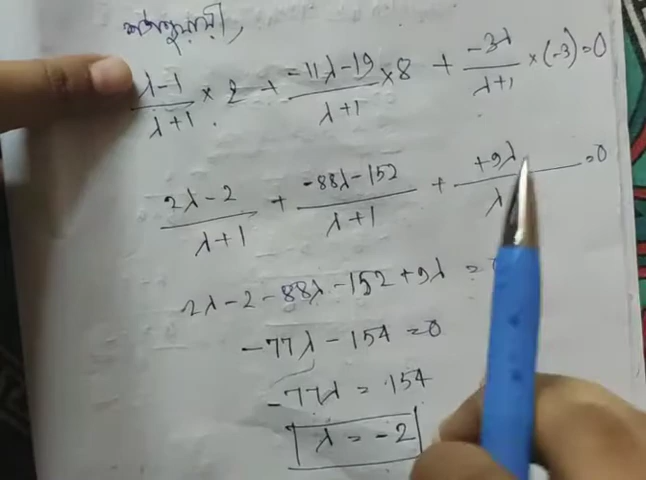 শর্তানুযায়ী,
λ-1/λ+1 × 2 + -11λ-19/λ+1 × 8 + -3λ/λ+1 × (-3) = 0
2λ-2/λ+1 + -88λ-152/λ+1 + +9λ/λ = 0
2λ-2-88λ-152+9λ =
-77λ-154 = 0
-77λ = 154
λ = -2